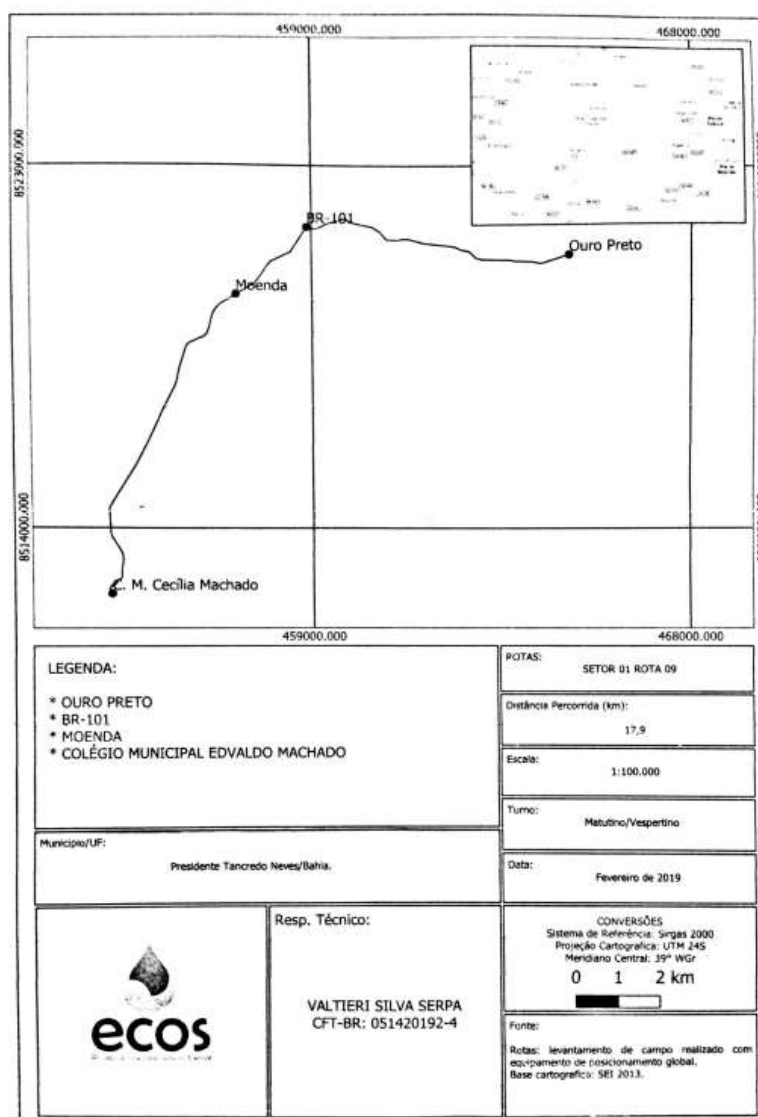 459000.000
468000.000
8523000.000
BR-101
Ouro Preto
Moenda
8514000.000
M. Cecília Machado
459000.000
468000.000
LEGENDA:
* OURO PRETO
* BR-101
* MOENDA
* COLÉGIO MUNICIPAL EDVALDO MACHADO
ROTAS:
SETOR 01 ROTA 09
Distância Percorrida (km):
17,9
Escala:
1:100.000
Turno:
Matutino/Vespertino
Município/UF:
Presidente Tancredo Neves/Bahia.
Data:
Fevereiro de 2019
ecos
Resp. Técnico:
VALTIERI SILVA SERPA
CFT-BR: 051420192-4
CONVERSÕES
Sistema de Referência: Sirgas 2000
Projeção Cartografica: UTM 24S
Meridiano Central: 39° WGr
0 1 2 km
Fonte:
Rotas: levantamento de campo realizado com
equipamento de posicionamento global.
Base cartografica: SEI 2013.